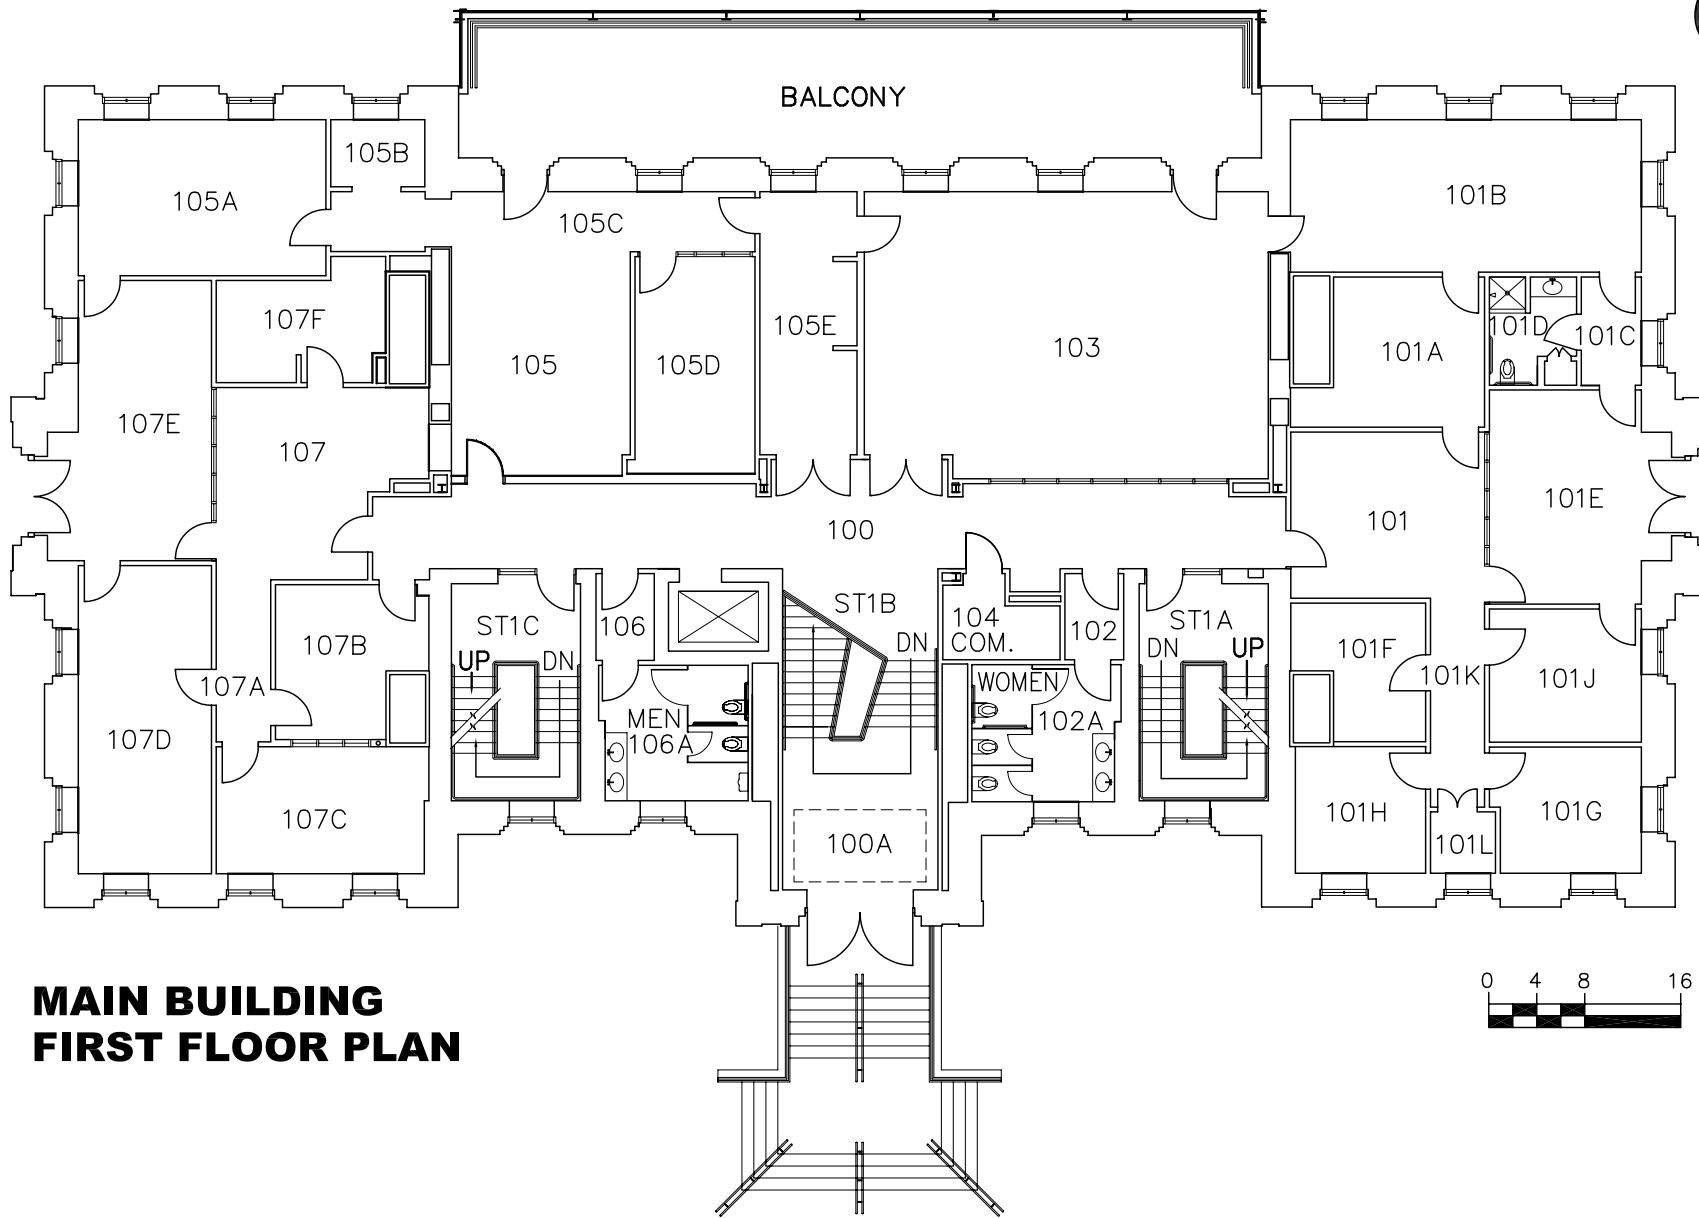 BALCONY
105B
105A
105C
101B
107F
105E
101D
101C
103
101A
105
105D
107E
107
101E
101
100
ST1B
104
COM.
102
ST1A
106
ST1C
107B
DN
UP
DN
DN
UP
101F
101K
101J
107A
WOMEN
102A
MEN
106A
107D
107C
100A
101H
101L
101G
MAIN BUILDING
FIRST FLOOR PLAN
0 4 8 16